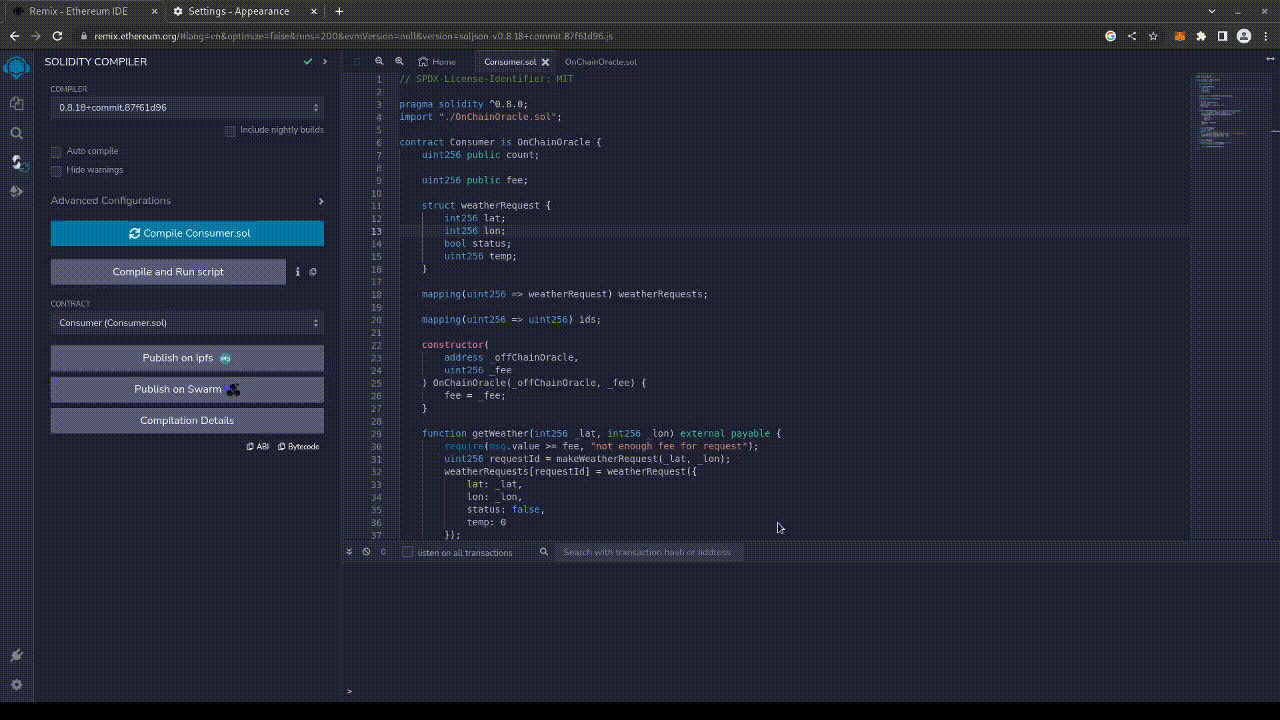 Remix - Ethereum IDE
Settings - Appearance
remix.ethereum.org/#lang=en&optimize=false&runs=200&evmVersion=null&version=soljson-v0.8.18+commit.87f61d96.js
SOLIDITY COMPILER
COMPILER
0.8.18+commit.87f61d96
Include nightly builds
Auto compile
Hide warnings
Advanced Configurations
Compile Consumer.sol
Compile and Run script
CONTRACT
Consumer (Consumer.sol)
Publish on Ipfs
Publish on Swarm
Compilation Details
ABI Bytecode
Home Consumer.sol OnChainOracle.sol
1 // SPDX-License-Identifier: MIT
2
3 pragma solidity ^0.8.0;
4 import "./OnChainOracle.sol";
5
6 contract Consumer is OnChainOracle {
7 uint256 public count;
8
9 uint256 public fee;
10
11 struct weatherRequest {
12 int256 lat;
13 int256 lon;
14 bool status;
15 uint256 temp;
16 }
17
18 mapping(uint256 => weatherRequest) weatherRequests;
19
20 mapping(uint256 => uint256) ids;
21
22 constructor(
23 address _offChainOracle,
24 uint256 _fee
25 ) OnChainOracle(_offChainOracle, _fee) {
26 fee = _fee;
27 }
28
29 function getWeather(int256 _lat, int256 _lon) external payable {
30 require(msg.value >= fee, "not enough fee for request");
31 uint256 requestId = makeWeatherRequest(_lat, _lon);
32 weatherRequests[requestId] = weatherRequest({
33 lat: _lat,
34 lon: _lon,
35 status: false,
36 temp: 0
37 });
0 listen on all transactions Search with transaction hash or address
>